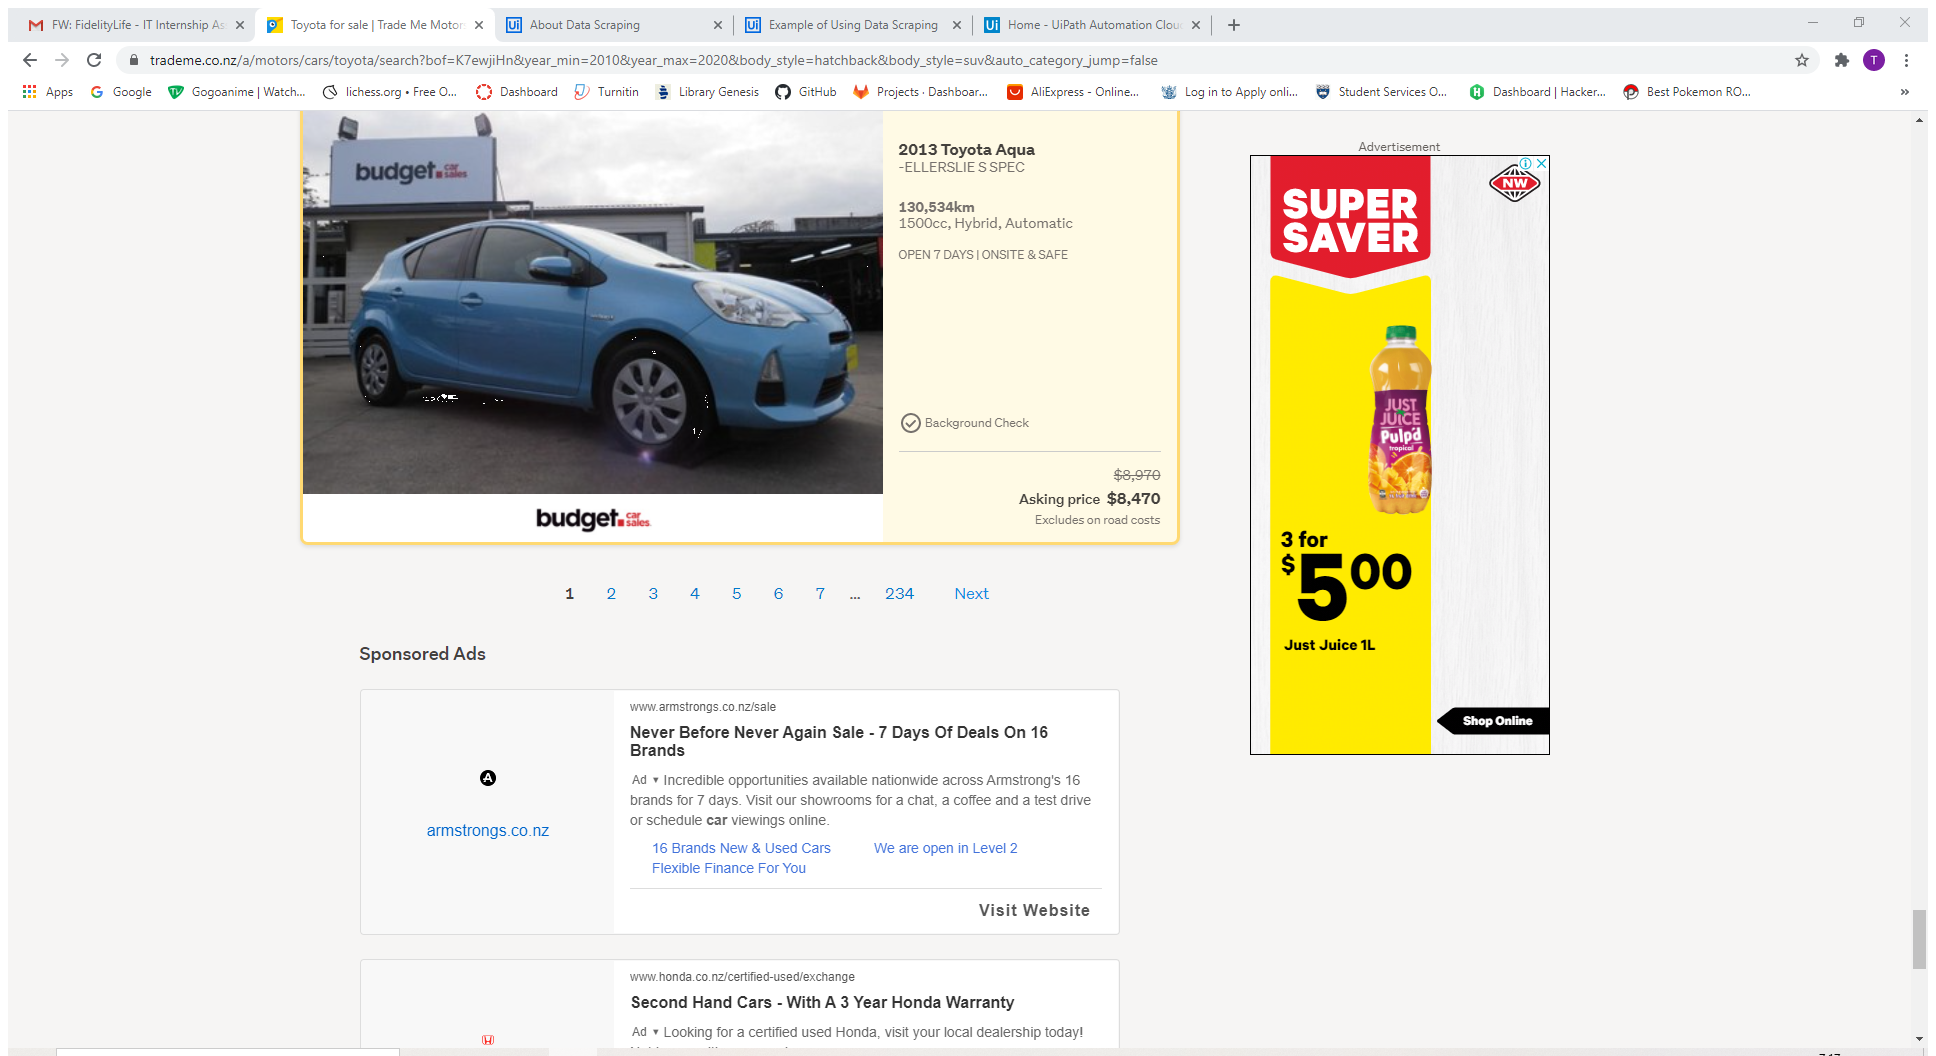 FW: FidelityLife - IT Internship As
Toyota for sale | Trade Me Motors
About Data Scraping
Example of Using Data Scraping
Home - UiPath Automation Clou
trademe.co.nz/a/motors/cars/toyota/search?bof=K7ewjiHn&year_min=2010&year_max=2020&body_style=hatchback&body_style=suv&auto_category_jump=false
T
Apps
Google
Gogoanime | Watch...
lichess.org • Free O...
Dashboard
Turnitin
Library Genesis
GitHub
Projects · Dashboar...
AliExpress - Online...
Log in to Apply onli...
Student Services O...
Dashboard | Hacker...
Best Pokemon RO...
»
budget car sales
2013 Toyota Aqua
-ELLERSLIE S SPEC
130,534km
1500cc, Hybrid, Automatic
OPEN 7 DAYS | ONSITE & SAFE
Background Check
$8,970
Asking price $8,470
Excludes on road costs
budget car sales
1 2 3 4 5 6 7 ... 234 Next
Sponsored Ads
armstrongs.co.nz
www.armstrongs.co.nz/sale
Never Before Never Again Sale - 7 Days Of Deals On 16
Brands
Ad ▾ Incredible opportunities available nationwide across Armstrong's 16
brands for 7 days. Visit our showrooms for a chat, a coffee and a test drive
or schedule car viewings online.
16 Brands New & Used Cars We are open in Level 2
Flexible Finance For You
Visit Website
www.honda.co.nz/certified-used/exchange
Second Hand Cars - With A 3 Year Honda Warranty
Ad ▾ Looking for a certified used Honda, visit your local dealership today!
Advertisement
NW
SUPER
SAVER
JUST
JUICE
Pulp'd
tropical
3 for
$5.00
Just Juice 1L
Shop Online